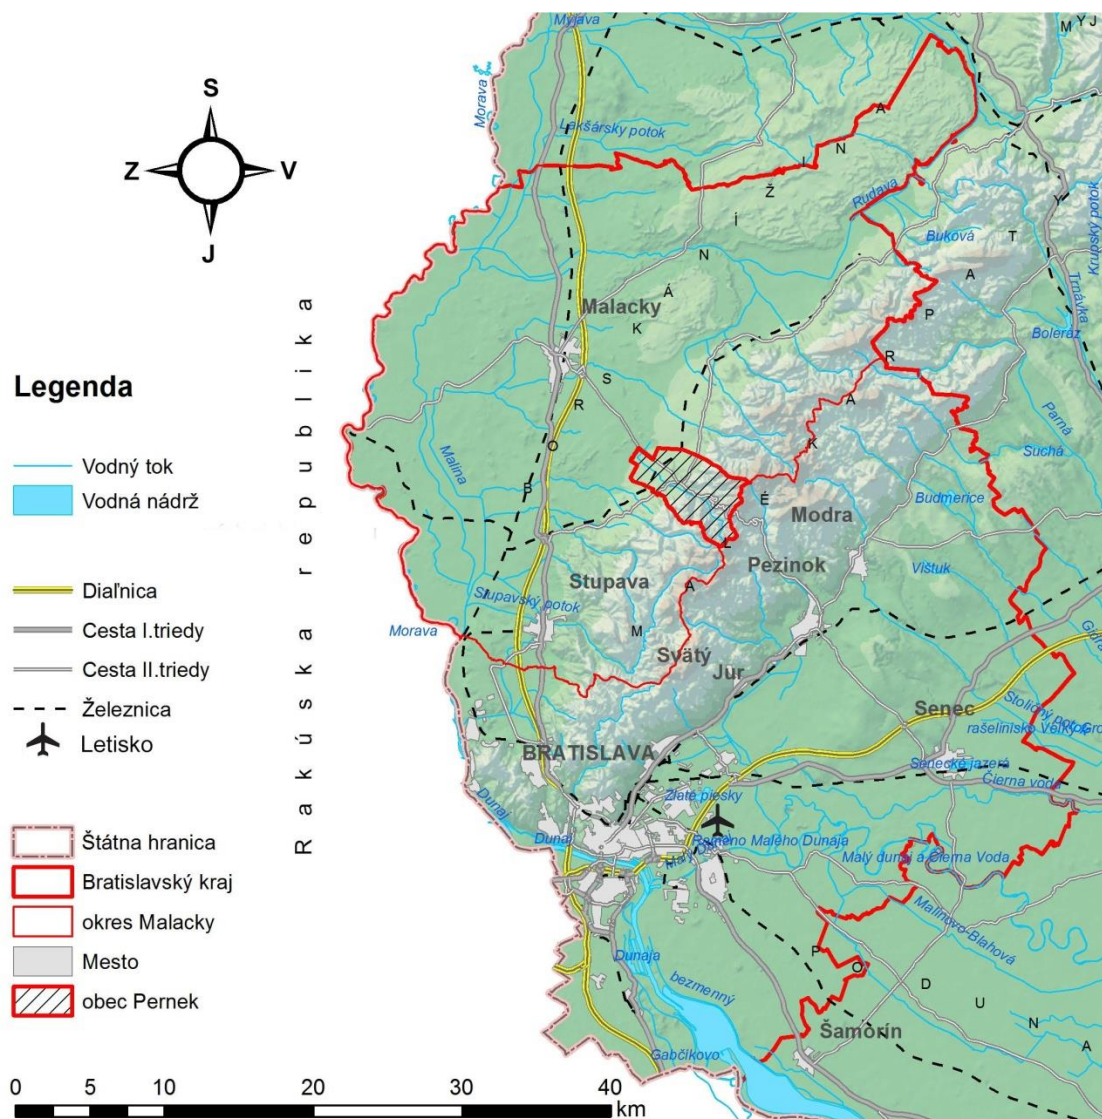 S
Z
V
J
Legenda
Vodný tok
Vodná nádrž
Diaľnica
Cesta I.triedy
Cesta II.triedy
Železnica
Letisko
Štátna hranica
Bratislavský kraj
okres Malacky
Mesto
obec Pernek
0 5 10 20 30 40 km
Rakúska republika
Myjava
M Y J
Morava
Lakšársky potok
Rudava
Buková
Krupský potok
Trnávka
Boleráz
Parná
Suchá
Budmerice
Vištuk
Malina
Malacky
B O R S K Á N Í Ž I N A
M A L É K A R P A T Y
Modra
Pezinok
Stupava
Stupavský potok
Morava
Svätý
Jur
Senec
Stoličný potok
rašelinisko Veľký
Senecké jazerá
Čierna voda
BRATISLAVA
Zlaté piesky
Dunaj
Dunaj
Malý
Rameno Malého Dunaja
Malý dunaj a Čierna Voda
Malinovo-Blahová
P O D U N A
Dunaja
bezmenný
Šamorín
Gabčíkovo